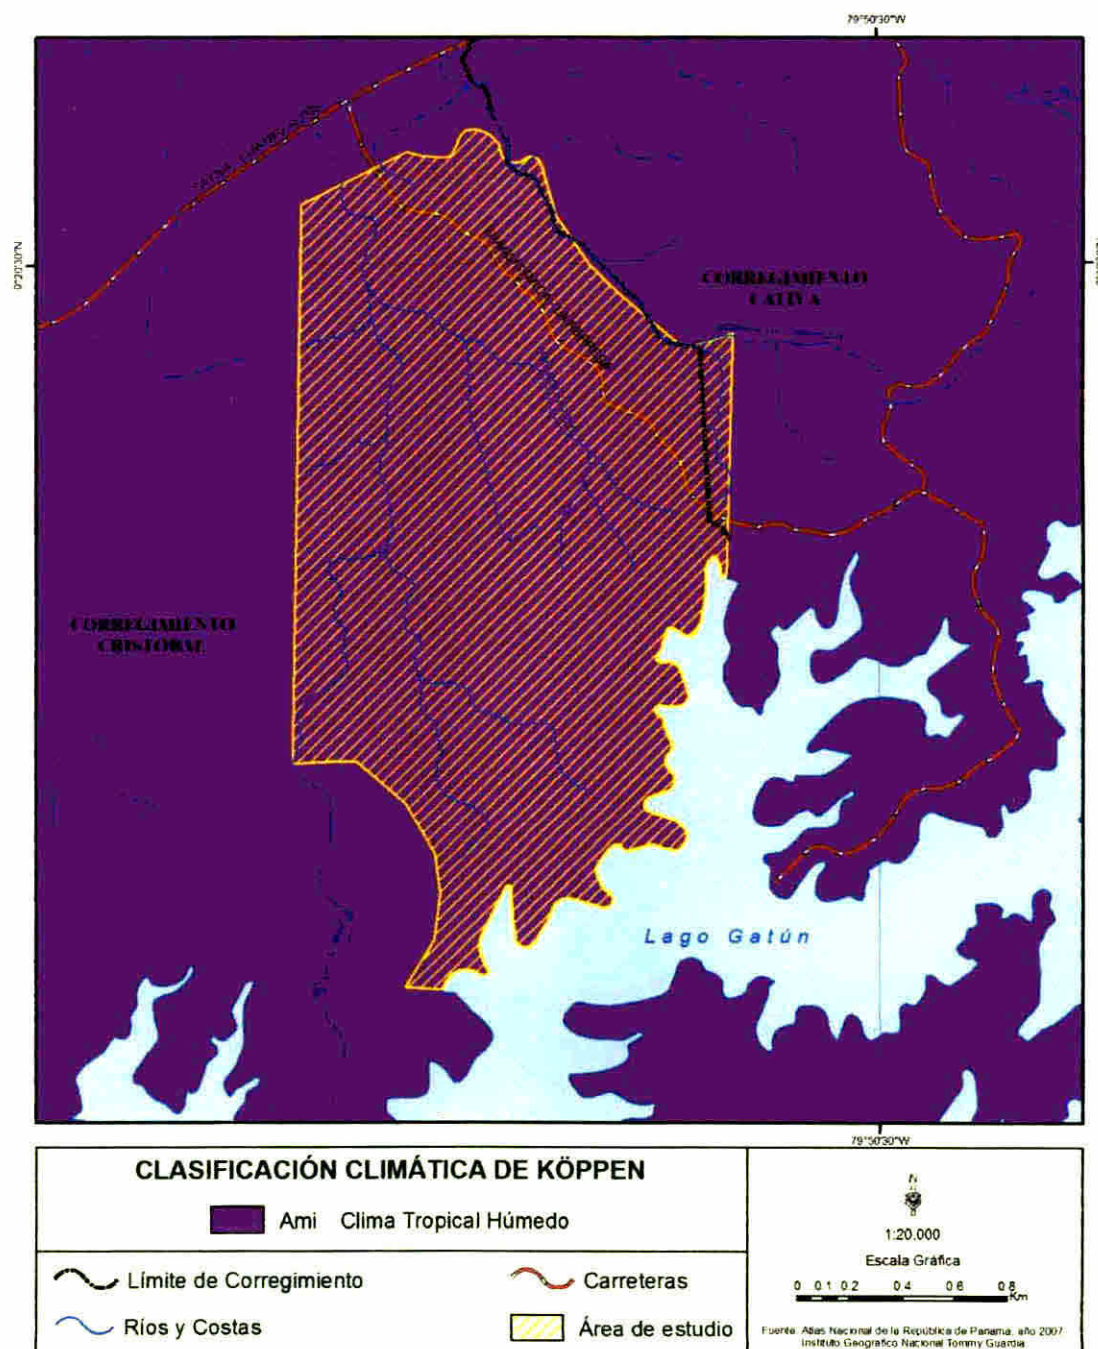 79°50'30"W
CORREGIMIENTO
CATIVA
CORREGIMIENTO
CRISTOBAL
Lago Gatún
79°50'30"W
CLASIFICACIÓN CLIMÁTICA DE KÖPPEN
Ami Clima Tropical Húmedo
Límite de Corregimiento
Carreteras
Ríos y Costas
Área de estudio
N
1:20,000
Escala Gráfica
0 0.1 0.2 0.4 0.6 0.8
Km
Fuente: Atlas Nacional de la República de Panama, año 2007
Instituto Geografico Nacional Tommy Guardia